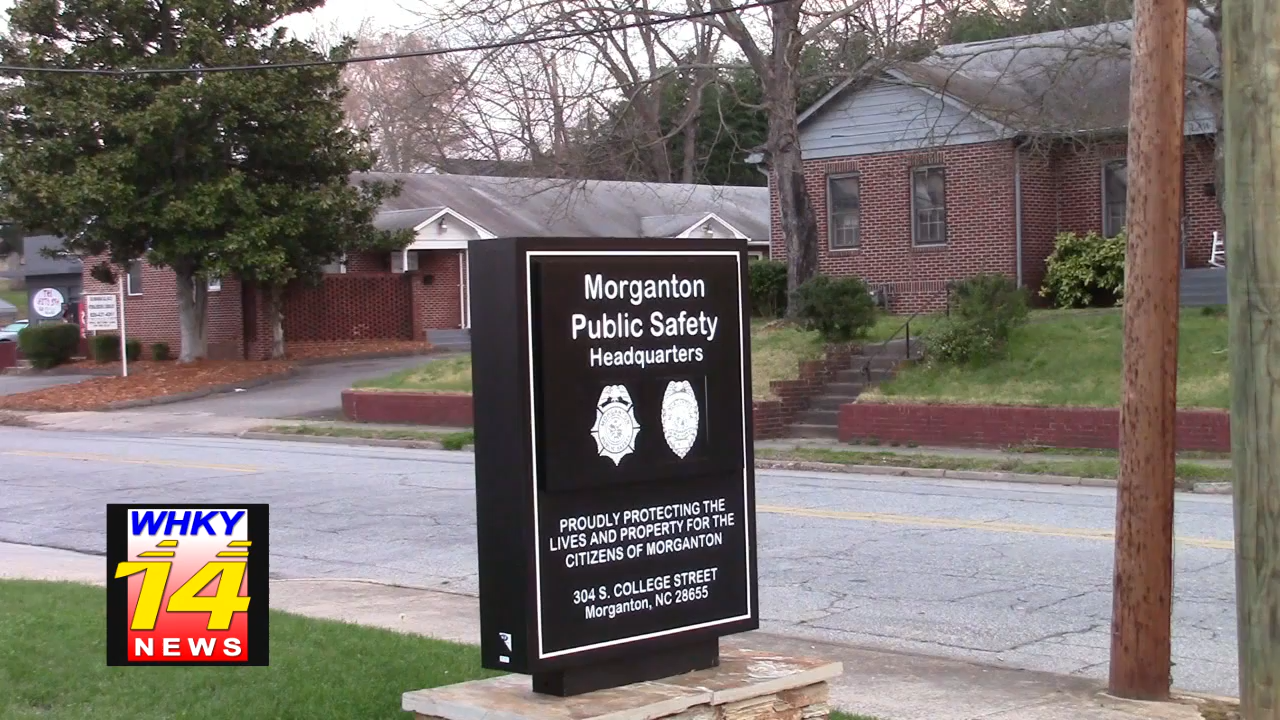 Morganton
Public Safety
Headquarters
PROUDLY PROTECTING THE
LIVES AND PROPERTY FOR THE
CITIZENS OF MORGANTON
304 S. COLLEGE STREET
Morganton, NC 28655
WHKY
14
NEWS